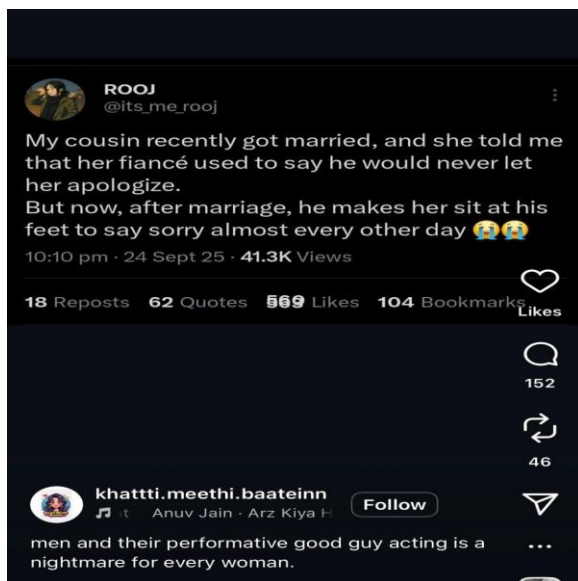 ROOJ
@its_me_rooj
My cousin recently got married, and she told me
that her fiancé used to say he would never let
her apologize.
But now, after marriage, he makes her sit at his
feet to say sorry almost every other day 😭😭
10:10 pm · 24 Sept 25 · 41.3K Views
18 Reposts 62 Quotes 569 Likes 104 Bookmarks
Likes
152
46
khattti.meethi.baateinn
Follow
Anuv Jain · Arz Kiya H
men and their performative good guy acting is a
nightmare for every woman.